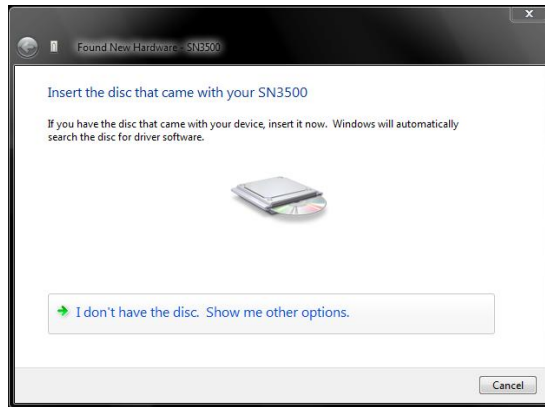 Found New Hardware - SN3500
Insert the disc that came with your SN3500
If you have the disc that came with your device, insert it now.  Windows will automatically
search the disc for driver software.
I don't have the disc.  Show me other options.
Cancel